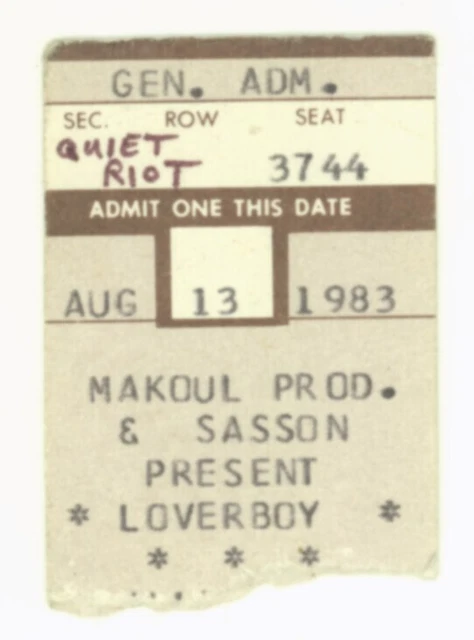 GEN. ADM.
SEC. ROW SEAT
QUIET
RIOT 3744
ADMIT ONE THIS DATE
AUG 13 1983
MAKOUL PROD.
& SASSON
PRESENT
* LOVERBOY *
* * *